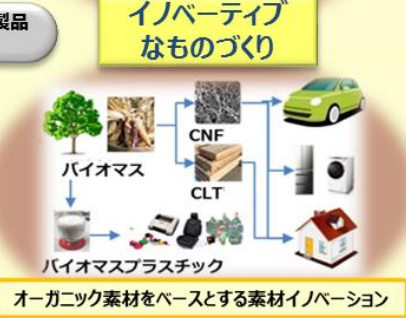 製品
イノベーティブ
なものづくり
CNF
バイオマス
CLT
バイオマスプラスチック
オーガニック素材をベースとする素材イノベーション